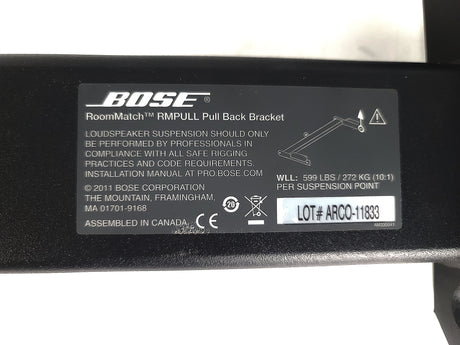 BOSE®
RoomMatch™ RMPULL Pull Back Bracket
LOUDSPEAKER SUSPENSION SHOULD ONLY
BE PERFORMED BY PROFESSIONALS IN
COMPLIANCE WITH ALL SAFE RIGGING
PRACTICES AND CODE REQUIREMENTS.
INSTALLATION MANUAL AT PRO.BOSE.COM
© 2011 BOSE CORPORATION
THE MOUNTAIN, FRAMINGHAM,
MA 01701-9168
ASSEMBLED IN CANADA
CE
20
WLL: 599 LBS / 272 KG (10:1)
PER SUSPENSION POINT
LOT# ARCO-11833